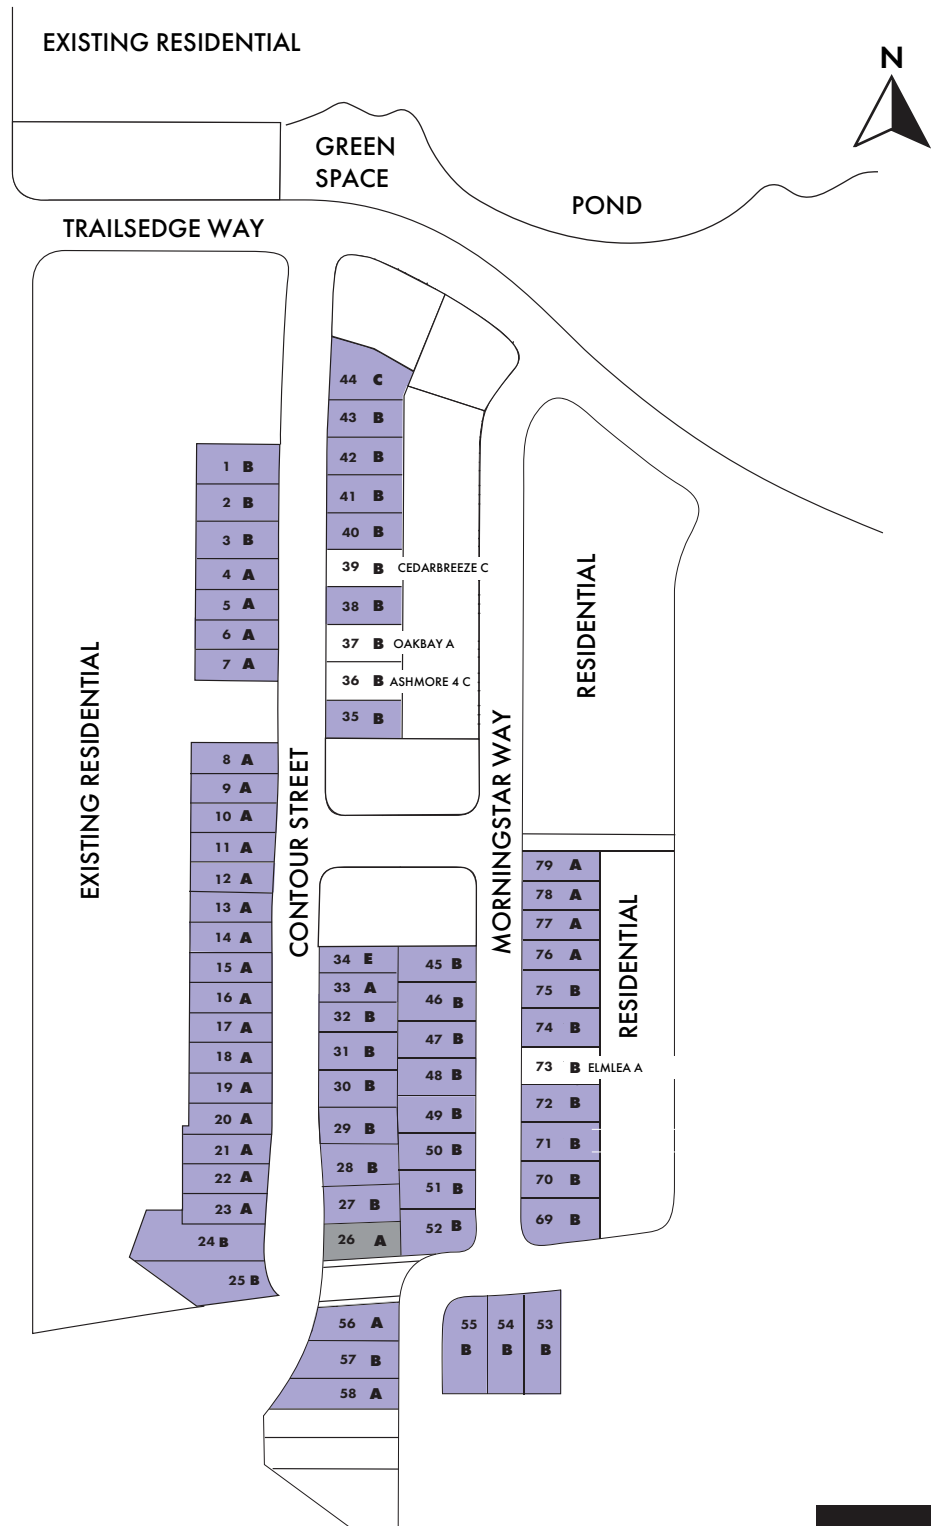 EXISTING RESIDENTIAL
N
GREEN
SPACE
POND
TRAILSEDGE WAY
44 C
43 B
42 B
41 B
40 B
39 B CEDARBREEZE C
38 B
37 B OAKBAY A
36 B ASHMORE 4 C
35 B
1 B
2 B
3 B
4 A
5 A
6 A
7 A
EXISTING RESIDENTIAL
8 A
9 A
10 A
11 A
12 A
13 A
14 A
15 A
16 A
17 A
18 A
19 A
20 A
21 A
22 A
23 A
24 B
25 B
CONTOUR STREET
MORNINGSTAR WAY
RESIDENTIAL
RESIDENTIAL
34 E
33 A
32 B
31 B
30 B
29 B
28 B
27 B
26 A
45 B
46 B
47 B
48 B
49 B
50 B
51 B
52 B
79 A
78 A
77 A
76 A
75 B
74 B
73 B ELMLEA A
72 B
71 B
70 B
69 B
56 A
57 B
58 A
55 54 53
B B B